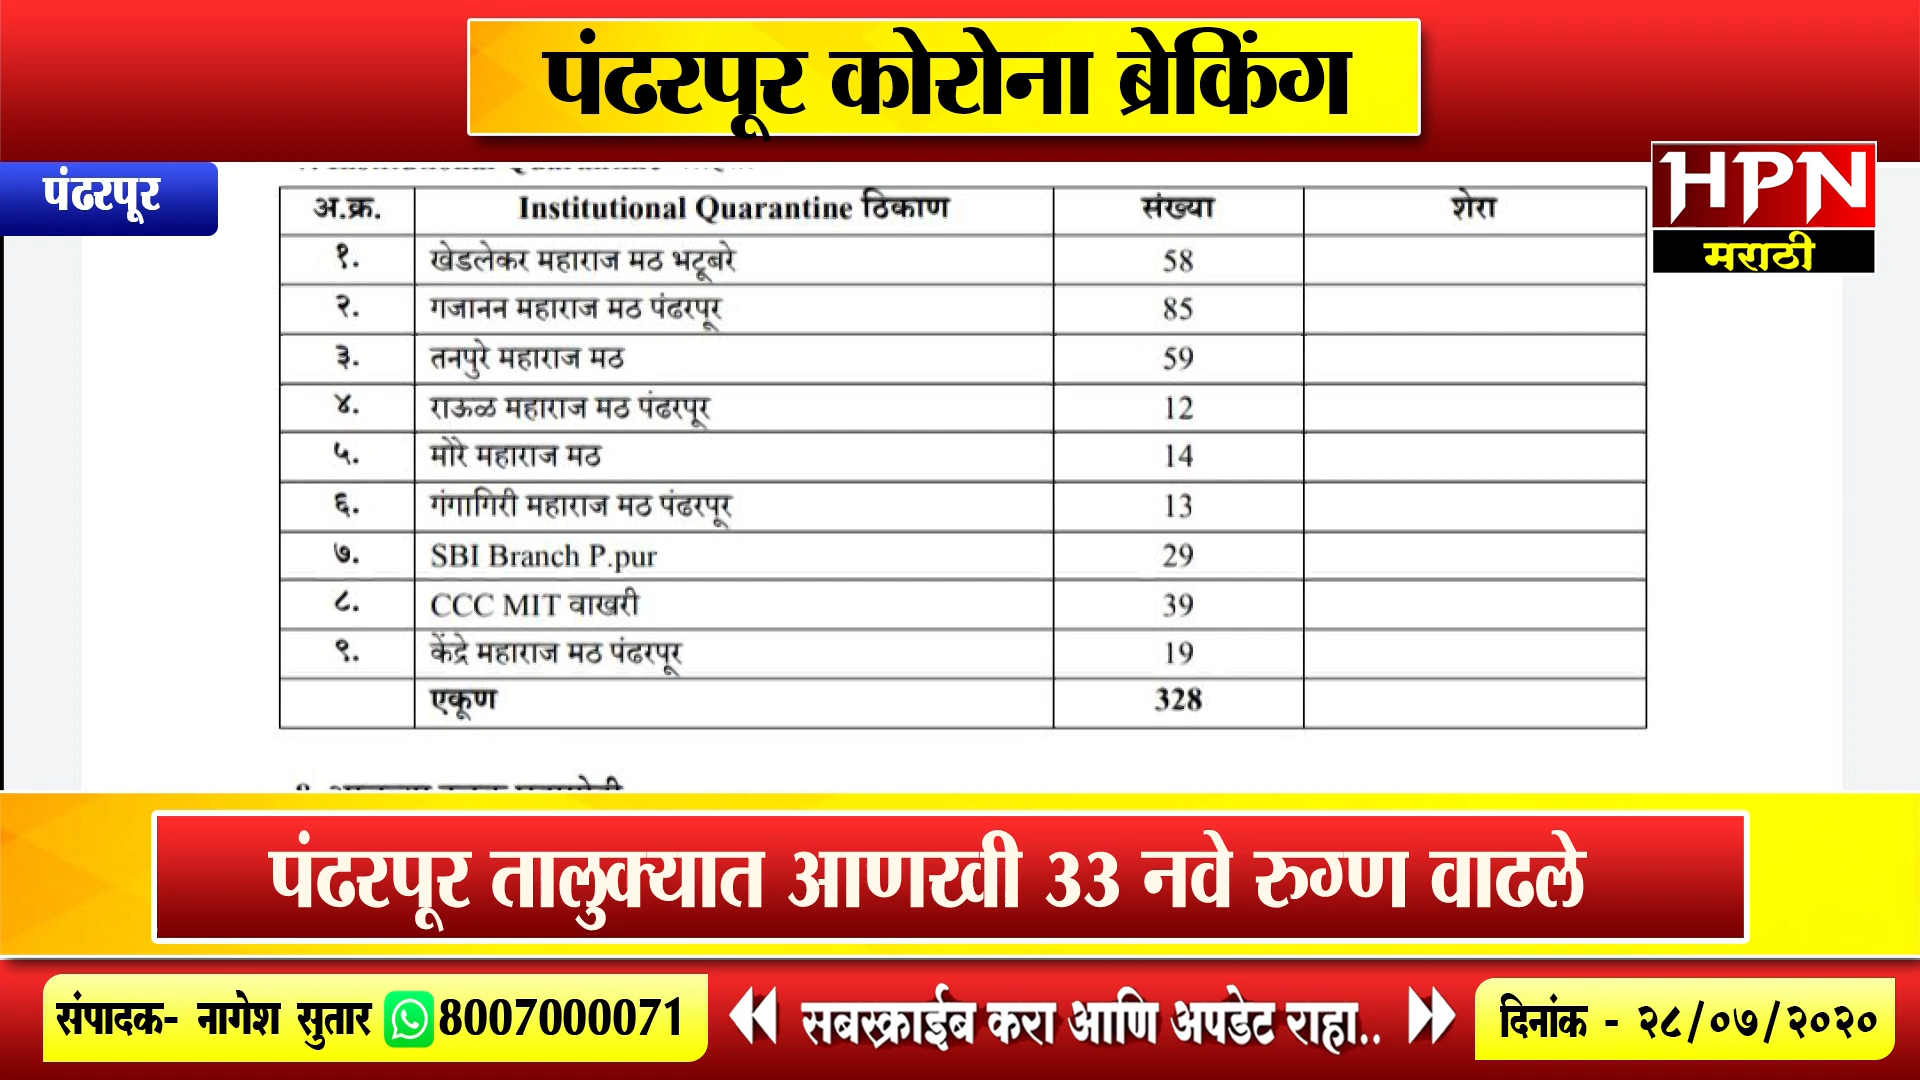 पंढरपूर कोरोना ब्रेकिंग
पंढरपूर
HPN
मराठी
अ.क्र. Institutional Quarantine ठिकाण संख्या शेरा
१. खेडलेकर महाराज मठ भटूबरे 58
२. गजानन महाराज मठ पंढरपूर 85
३. तनपुरे महाराज मठ 59
४. राऊळ महाराज मठ पंढरपूर 12
५. मोरे महाराज मठ 14
६. गंगागिरी महाराज मठ पंढरपूर 13
७. SBI Branch P.pur 29
८. CCC MIT वाखरी 39
९. केंद्रे महाराज मठ पंढरपूर 19
एकूण 328
पंढरपूर तालुक्यात आणखी 33 नवे रुग्ण वाढले
संपादक- नागेश सुतार 8007000071
सबस्क्राईब करा आणि अपडेट राहा..
दिनांक - २८/०७/२०२०